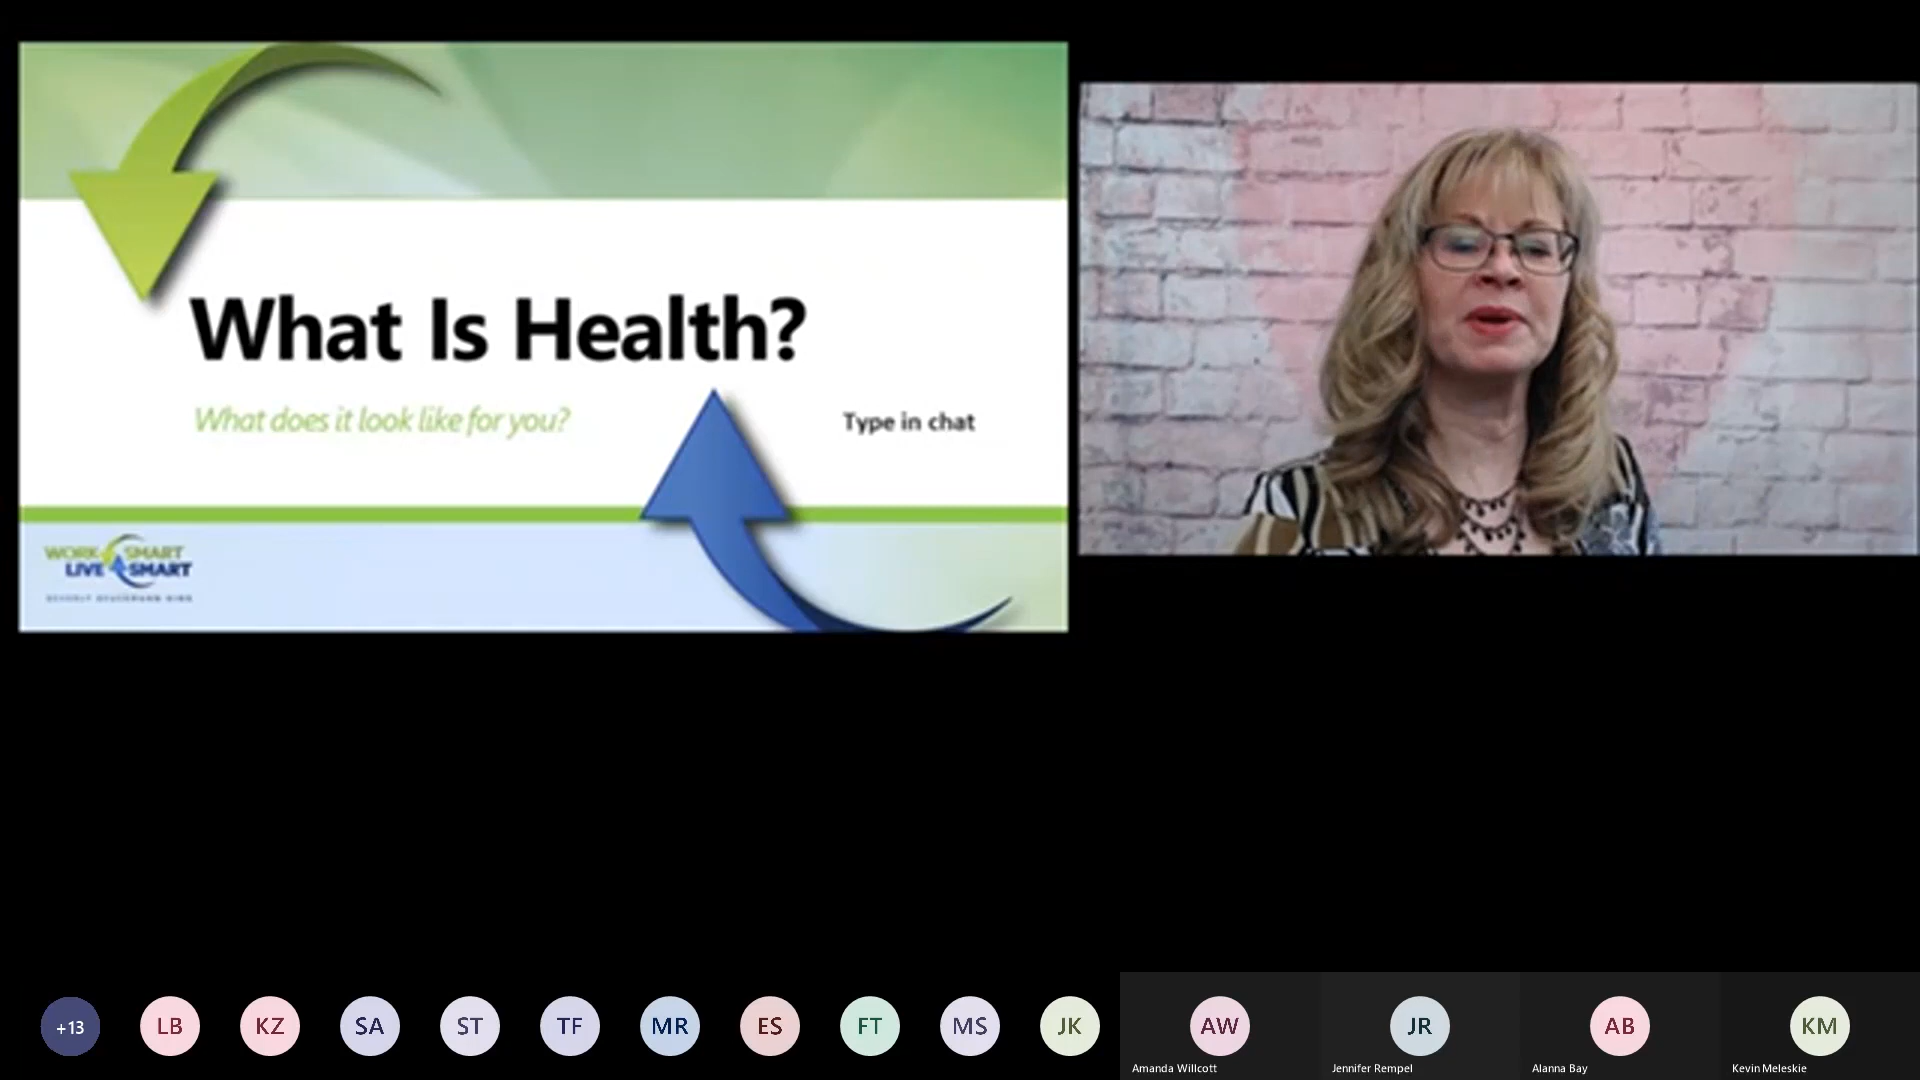 What Is Health?
What does it look like for you?
Type in chat
WORK SMART
LIVE SMART
+13
LB
KZ
SA
ST
TF
MR
ES
FT
MS
JK
AW
JR
AB
KM
Amanda Willcott
Jennifer Rempel
Alanna Bay
Kevin Meleskie